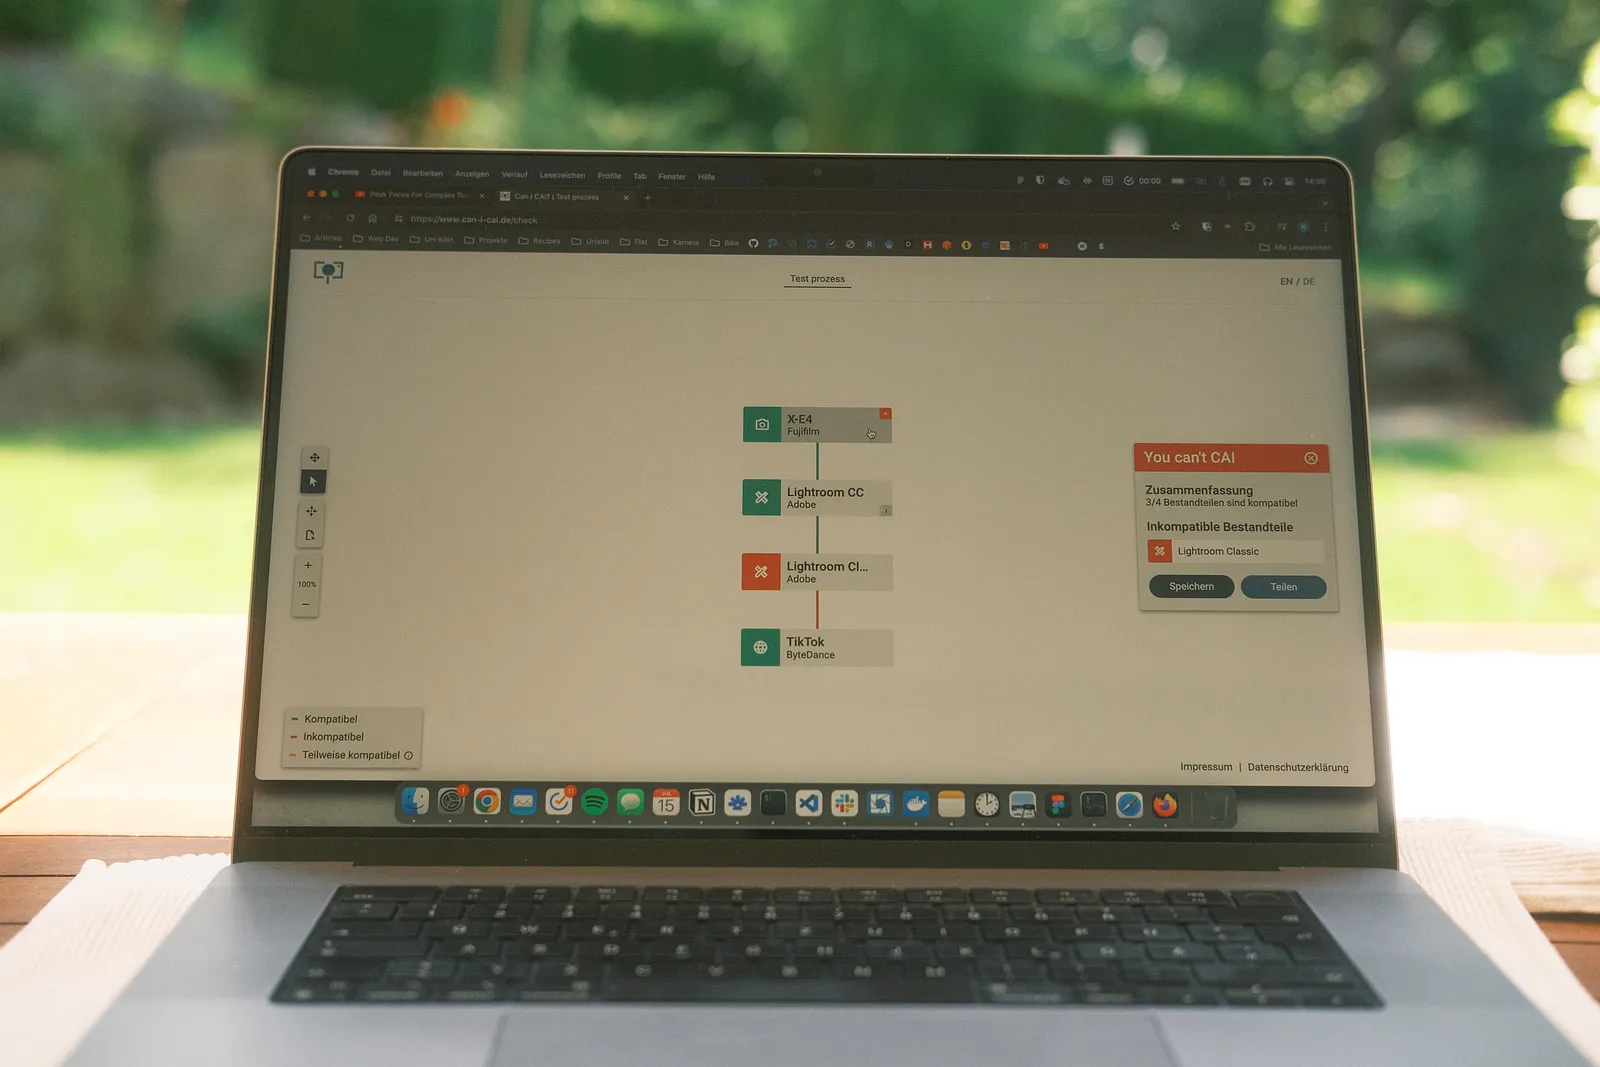 Chrome Datei Bearbeiten Anzeigen Verlauf Lesezeichen Profile Tab Fenster Hilfe
00:00 14:05
Peak Focus For Complex
Can I CAI? | Test prozess
https://www.can-i-cai.de/check
Articles Web Dev Uni Köln Projekte Recipes Urlaub Flat Kamera Bike Alle Lesezeichen
Test prozess
EN / DE
X-E4
Fujifilm
Lightroom CC
Adobe
Lightroom Cl...
Adobe
TikTok
ByteDance
100%
You can't CAI
Zusammenfassung
3/4 Bestandteilen sind kompatibel
Inkompatible Bestandteile
Lightroom Classic
Speichern
Teilen
Kompatibel
Inkompatibel
Teilweise kompatibel
Impressum | Datenschutzerklärung
JUL
15